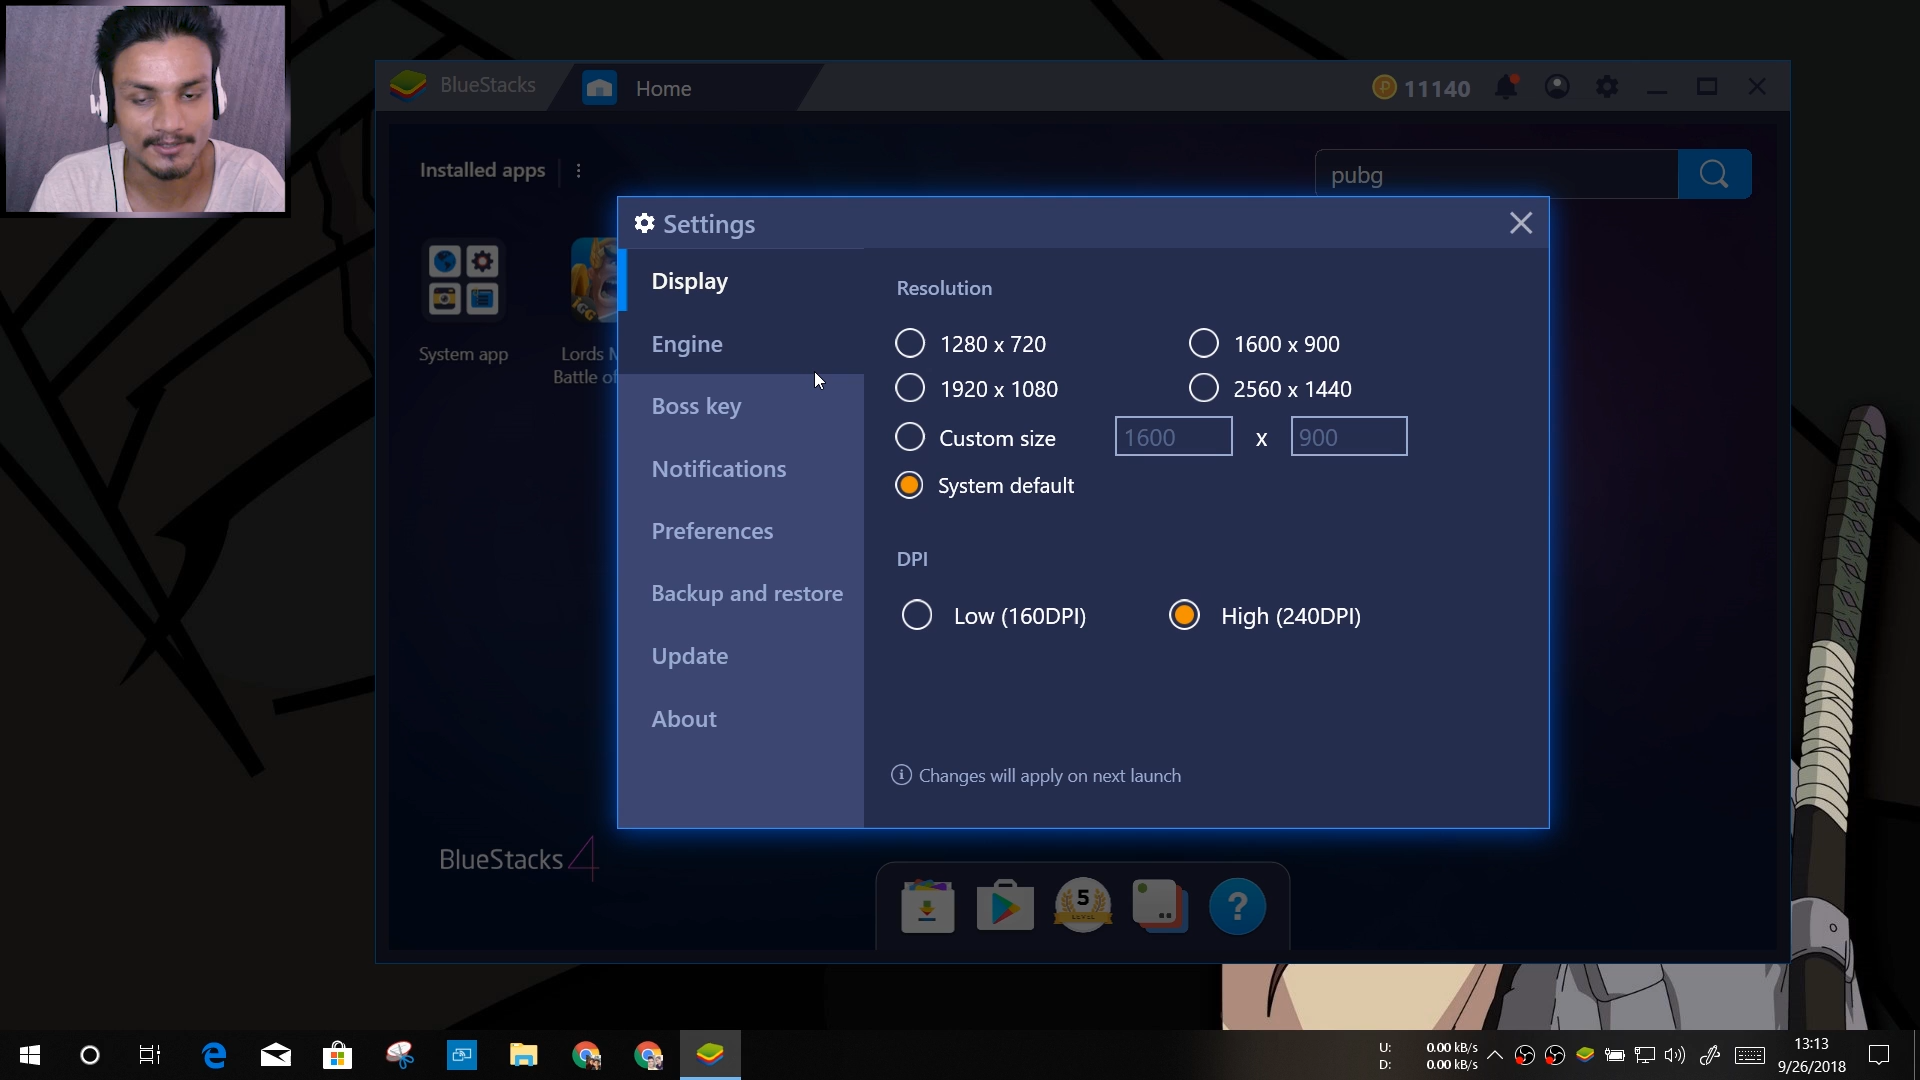 BlueStacks
Home
11140
Installed apps
pubg
System app
Lords M
Battle of
IGG
Settings
Display
Engine
Boss key
Notifications
Preferences
Backup and restore
Update
About
Resolution
1280 x 720
1600 x 900
1920 x 1080
2560 x 1440
Custom size
1600 x 900
System default
DPI
Low (160DPI)
High (240DPI)
Changes will apply on next launch
BlueStacks 4
5
LEVEL
?
U: 0.00 kB/s
D: 0.00 kB/s
13:13
9/26/2018